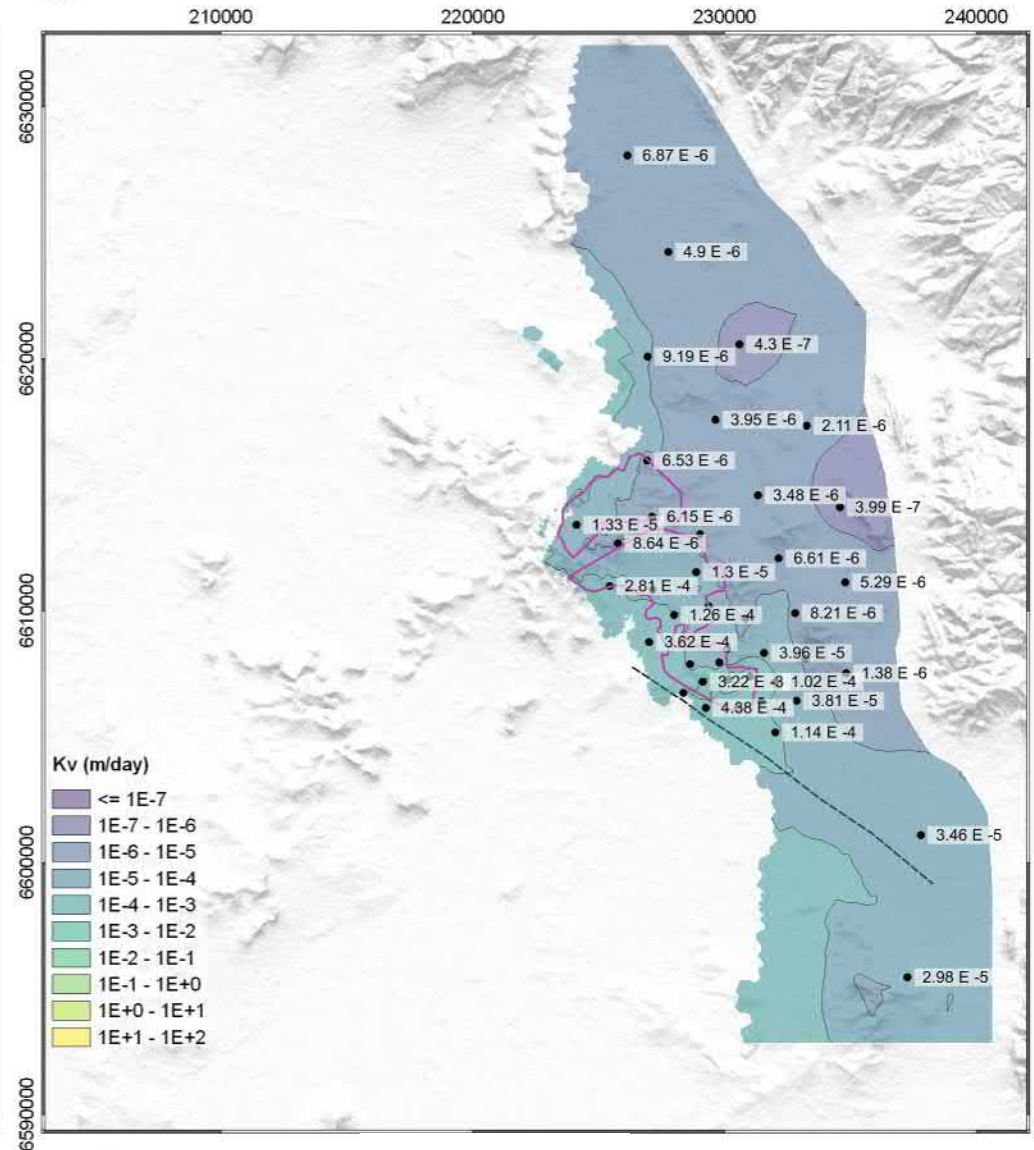 210000
220000
230000
240000
6630000
6620000
6610000
6600000
6590000
6.87 E -6
4.9 E -6
4.3 E -7
9.19 E -6
3.95 E -6
2.11 E -6
6.53 E -6
3.48 E -6
3.99 E -7
6.15 E -6
1.33 E -5
8.64 E -6
6.61 E -6
1.3 E -5
5.29 E -6
2.81 E -4
1.26 E -4
8.21 E -6
3.62 E -4
3.96 E -5
1.38 E -6
3.22 E -3
1.02 E -4
3.81 E -5
4.38 E -4
1.14 E -4
3.46 E -5
2.98 E -5
Kv (m/day)
<= 1E-7
1E-7 - 1E-6
1E-6 - 1E-5
1E-5 - 1E-4
1E-4 - 1E-3
1E-3 - 1E-2
1E-2 - 1E-1
1E-1 - 1E+0
1E+0 - 1E+1
1E+1 - 1E+2